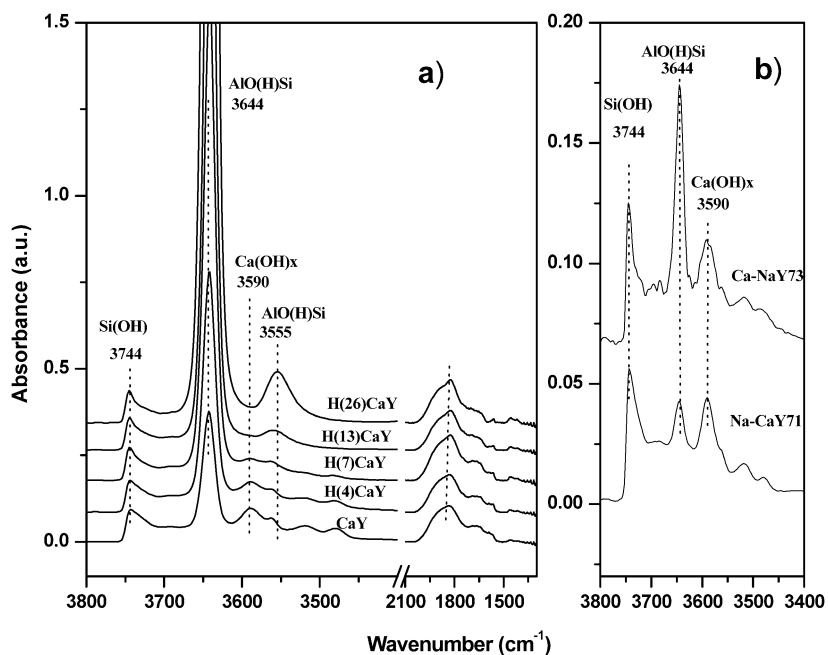 1.5
1.0
0.5
0.0
Absorbance (a.u.)
a)
AlO(H)Si
3644
Ca(OH)x
3590
AlO(H)Si
3555
Si(OH)
3744
H(26)CaY
H(13)CaY
H(7)CaY
H(4)CaY
CaY
3800 3700 3600 3500 2100 1800 1500
0.20
0.15
0.10
0.05
0.00
b)
AlO(H)Si
3644
Si(OH)
3744
Ca(OH)x
3590
Ca-NaY73
Na-CaY71
3800 3700 3600 3500 3400
Wavenumber (cm⁻¹)